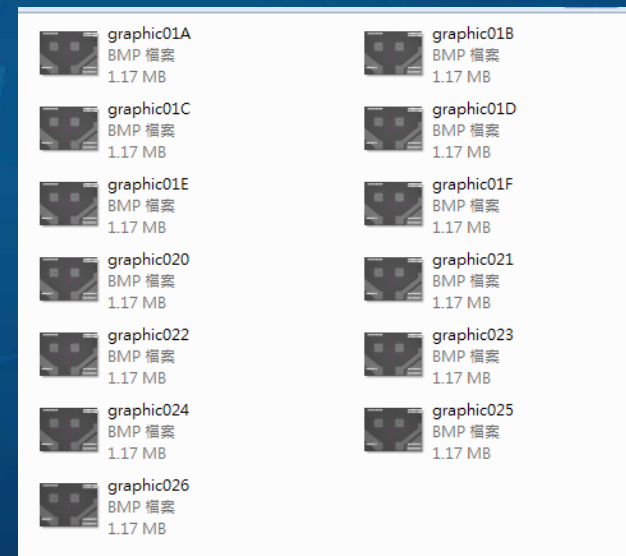 graphic01A
BMP 檔案
1.17 MB
graphic01B
BMP 檔案
1.17 MB
graphic01C
BMP 檔案
1.17 MB
graphic01D
BMP 檔案
1.17 MB
graphic01E
BMP 檔案
1.17 MB
graphic01F
BMP 檔案
1.17 MB
graphic020
BMP 檔案
1.17 MB
graphic021
BMP 檔案
1.17 MB
graphic022
BMP 檔案
1.17 MB
graphic023
BMP 檔案
1.17 MB
graphic024
BMP 檔案
1.17 MB
graphic025
BMP 檔案
1.17 MB
graphic026
BMP 檔案
1.17 MB